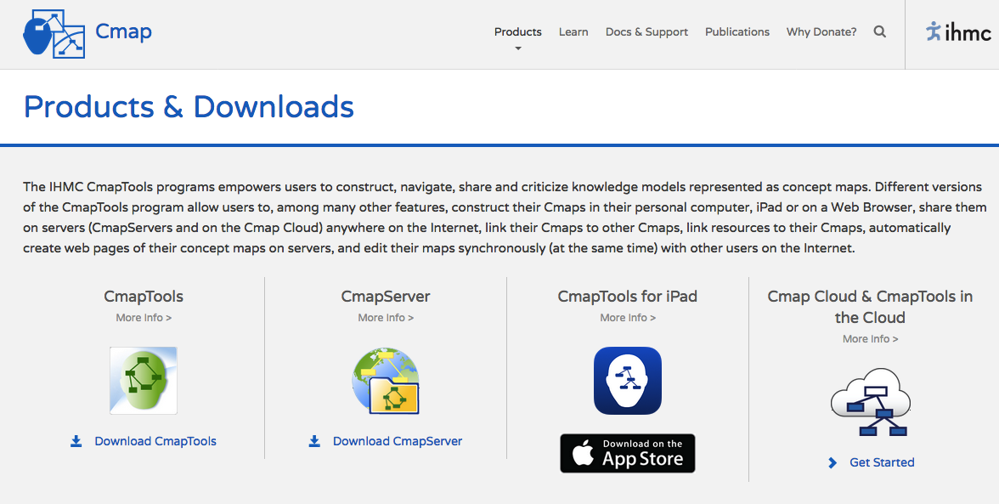 Cmap
Products
Learn
Docs & Support
Publications
Why Donate?
ihmc
Products & Downloads
The IHMC CmapTools programs empowers users to construct, navigate, share and criticize knowledge models represented as concept maps. Different versions
of the CmapTools program allow users to, among many other features, construct their Cmaps in their personal computer, iPad or on a Web Browser, share them
on servers (CmapServers and on the Cmap Cloud) anywhere on the Internet, link their Cmaps to other Cmaps, link resources to their Cmaps, automatically
create web pages of their concept maps on servers, and edit their maps synchronously (at the same time) with other users on the Internet.
CmapTools
More Info >
Download CmapTools
CmapServer
More Info >
Download CmapServer
CmapTools for iPad
More Info >
Download on the
App Store
Cmap Cloud & CmapTools in
the Cloud
More Info >
Get Started